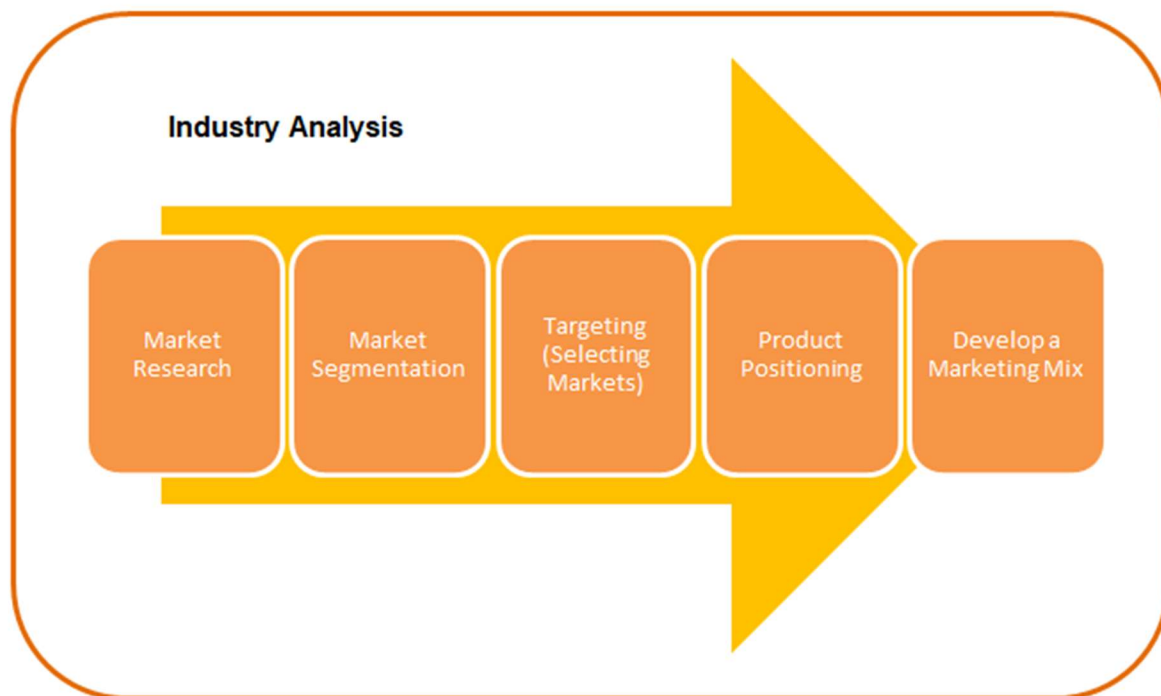 Industry Analysis
Market
Research
Market
Segmentation
Targeting
(Selecting
Markets)
Product
Positioning
Develop a
Marketing Mix